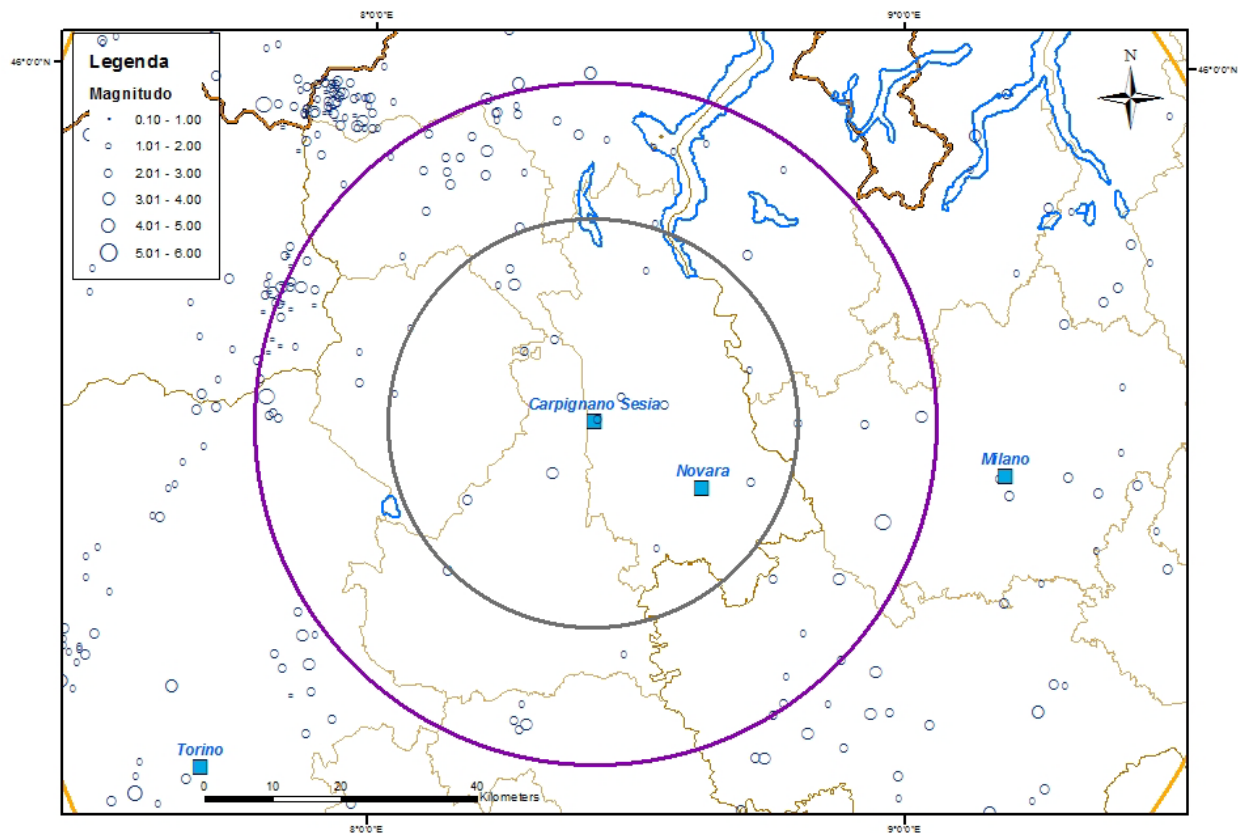 8°0'0"E 9°0'0"E
46°0'0"N
46°0'0"N
N
Legenda
Magnitudo
0.10 - 1.00
1.01 - 2.00
2.01 - 3.00
3.01 - 4.00
4.01 - 5.00
5.01 - 6.00
Carpignano Sesia
Novara
Milano
Torino
0 10 20 40
Kilometers
8°0'0"E 9°0'0"E